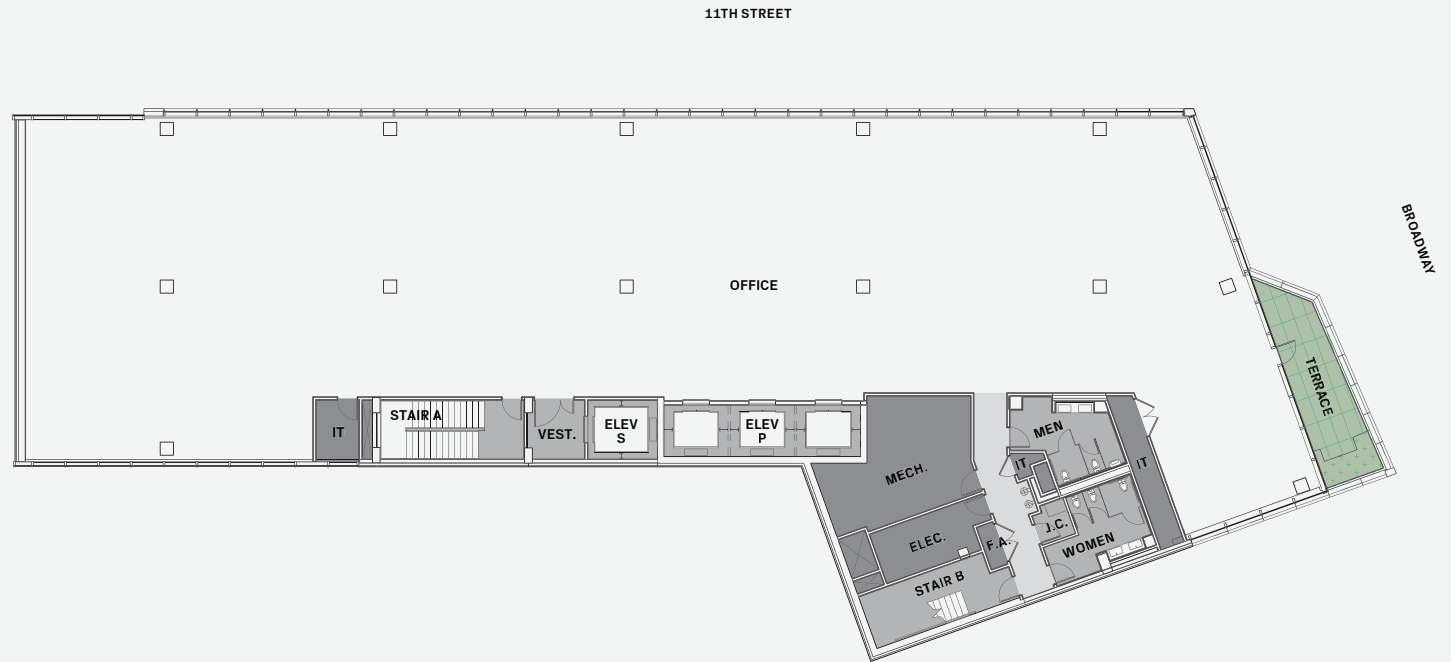 11TH STREET
BROADWAY
OFFICE
TERRACE
STAIR A
IT
VEST.
ELEV
S
ELEV
P
MECH.
MEN
IT
IT
J.C.
WOMEN
ELEC.
F.A.
STAIR B